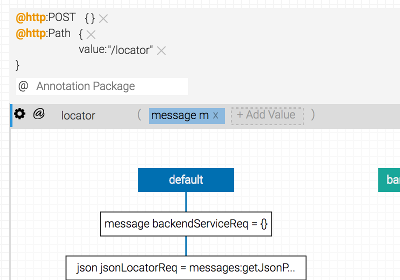 @http:POST {} ×
@http:Path { ×
value:"/locator" ×
}
@ Annotation Package
@ locator ( message m x + Add Value )
default
message backendServiceReq = {}
json jsonLocatorReq = messages:getJsonP...